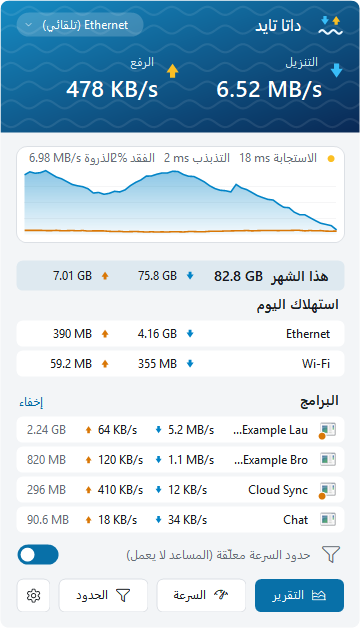 داتا تايد
Ethernet (تلقائي)
التنزيل
الرفع
6.52 MB/s
478 KB/s
الاستجابة 18 ms التذبذب 2 ms الفقد 2% الذروة 6.98 MB/s
هذا الشهر 82.8 GB 75.8 GB 7.01 GB
استهلاك اليوم
Ethernet 4.16 GB 390 MB
Wi-Fi 355 MB 59.2 MB
البرامج
إخفاء
Example Lau... 5.2 MB/s 64 KB/s 2.24 GB
Example Bro... 1.1 MB/s 120 KB/s 820 MB
Cloud Sync 12 KB/s 410 KB/s 296 MB
Chat 34 KB/s 18 KB/s 90.6 MB
حدود السرعة معلّقة (المساعد لا يعمل)
التقرير
السرعة
الحدود